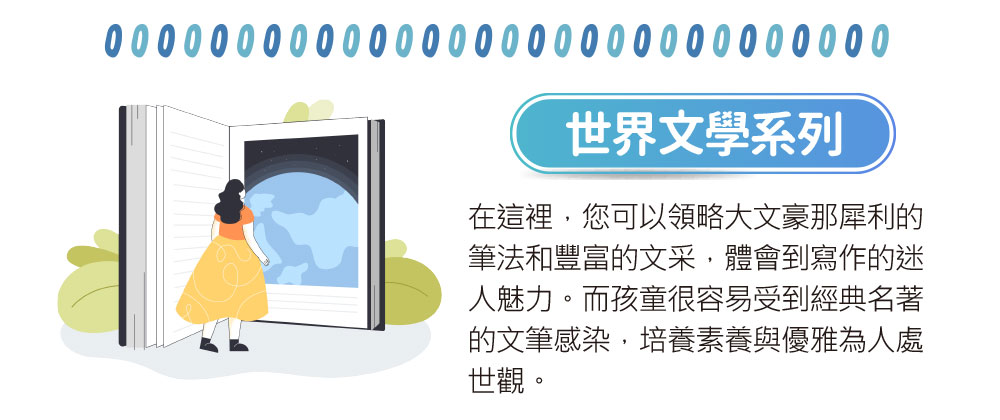 世界文學系列
在這裡，您可以領略大文豪那犀利的
筆法和豐富的文采，體會到寫作的迷
人魅力。而孩童很容易受到經典名著
的文筆感染，培養素養與優雅為人處
世觀。